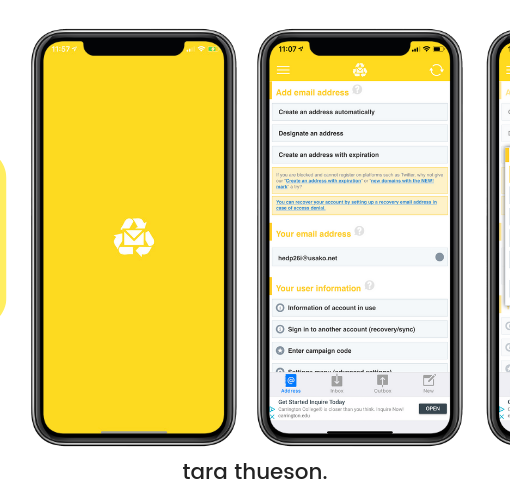 11:57
11:07
Add email address ?
Create an address automatically
Designate an address
Create an address with expiration
If you are blocked and cannot register on platforms such as Twitter, why not give
our "Create an address with expiration" or "new domains with the NEW!
mark" a try?
You can recover your account by setting up a recovery email address in
case of access denial.
Your email address ?
hedp26i@usako.net
Your user information ?
Information of account in use
Sign in to another account (recovery/sync)
Enter campaign code
Settings menu (advanced settings)
@
Address
Inbox
Outbox
New
Get Started Inquire Today
Carrington College® is closer than you think. Inquire Now!
carrington.edu
OPEN
tara thueson.